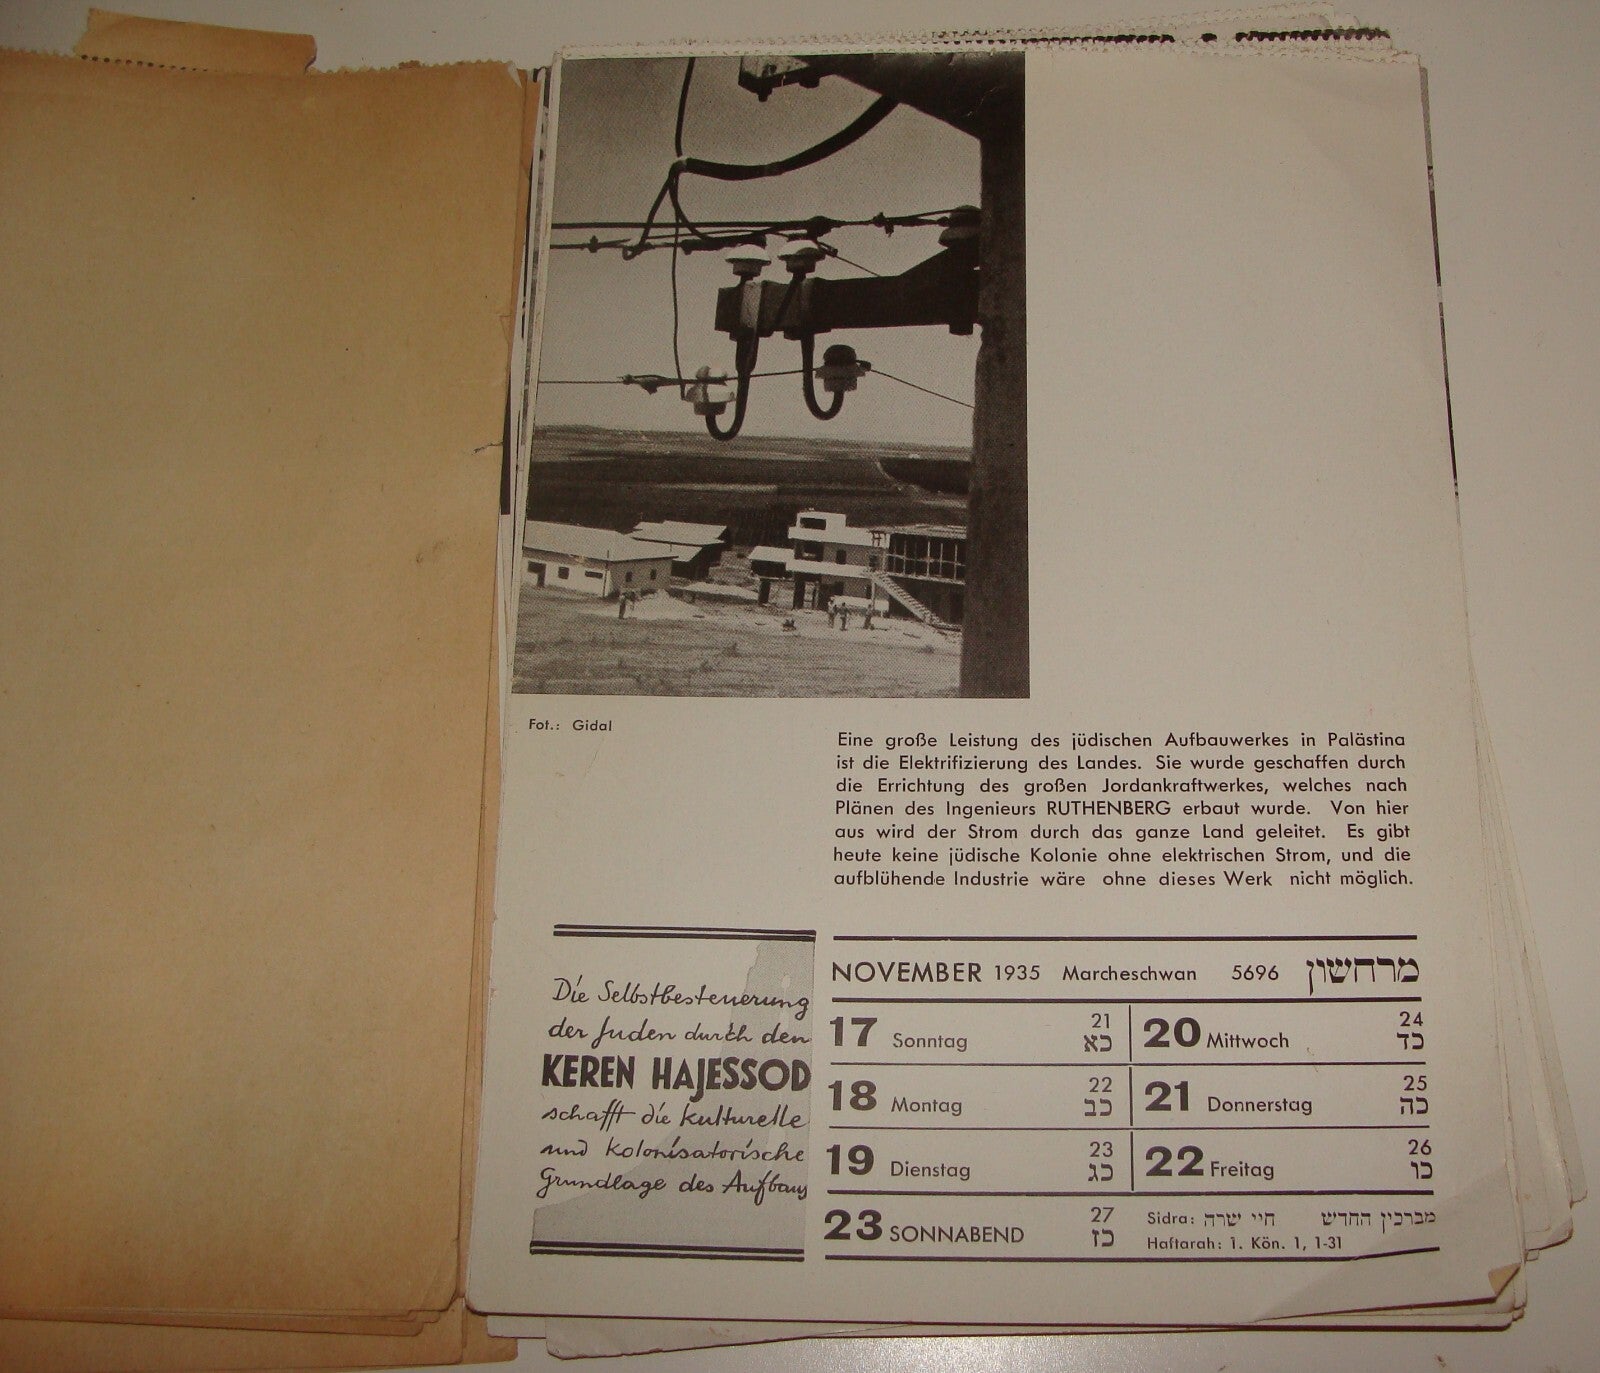 Fot.: Gidal
Eine große Leistung des jüdischen Aufbauwerkes in Palästina
ist die Elektrifizierung des Landes. Sie wurde geschaffen durch
die Errichtung des großen Jordankraftwerkes, welches nach
Plänen des Ingenieurs RUTHENBERG erbaut wurde. Von hier
aus wird der Strom durch das ganze Land geleitet. Es gibt
heute keine jüdische Kolonie ohne elektrischen Strom, und die
aufblühende Industrie wäre ohne dieses Werk nicht möglich.
Die Selbstbesteuerung
der Juden durch den
KEREN HAJESSOD
schafft die kulturelle
und kolonisatorische
Grundlage des Aufbaus
NOVEMBER 1935 Marcheschwan 5696 מרחשון
17 Sonntag 21 כא
18 Montag 22 כב
19 Dienstag 23 כג
20 Mittwoch 24 כד
21 Donnerstag 25 כה
22 Freitag 26 כו
23 SONNABEND 27 כז
Sidra: חיי שרה מברכין החדש
Haftarah: 1. Kön. 1, 1-31